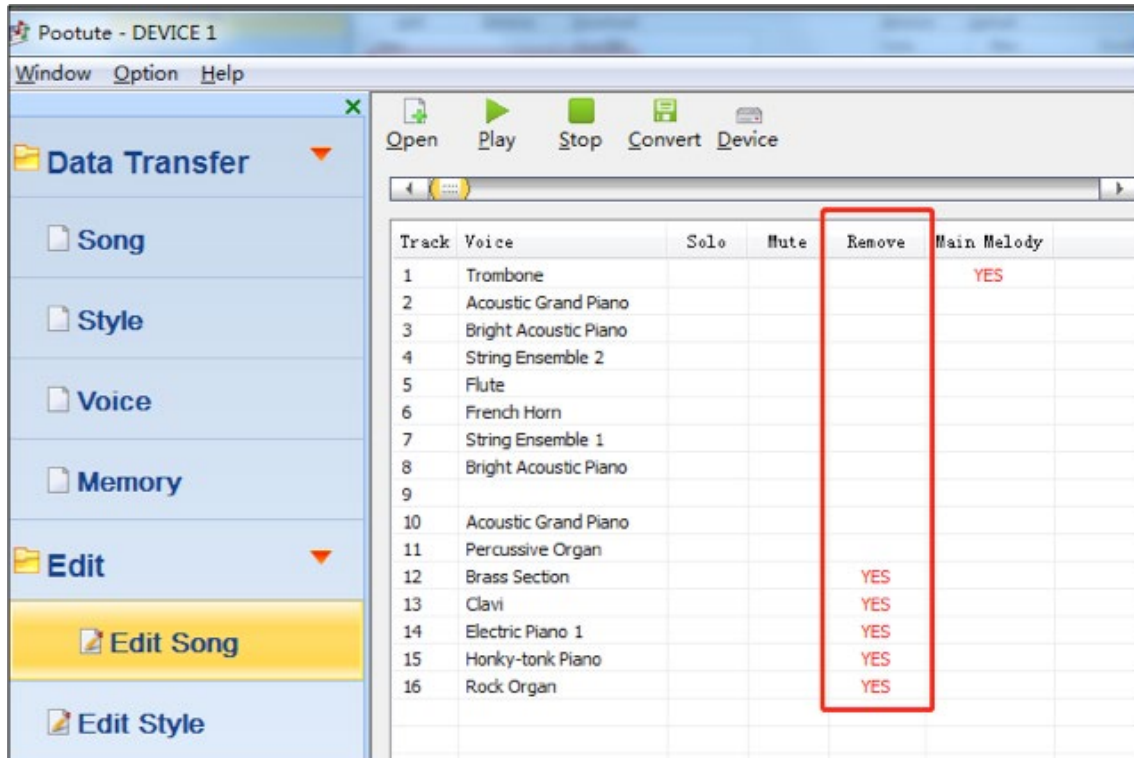 Pootute - DEVICE 1
Window Option Help
Data Transfer
Song
Style
Voice
Memory
Edit
Edit Song
Edit Style
Open Play Stop Convert Device
Track Voice Solo Mute Remove Main Melody
1 Trombone YES
2 Acoustic Grand Piano
3 Bright Acoustic Piano
4 String Ensemble 2
5 Flute
6 French Horn
7 String Ensemble 1
8 Bright Acoustic Piano
9
10 Acoustic Grand Piano
11 Percussive Organ
12 Brass Section YES
13 Clavi YES
14 Electric Piano 1 YES
15 Honky-tonk Piano YES
16 Rock Organ YES